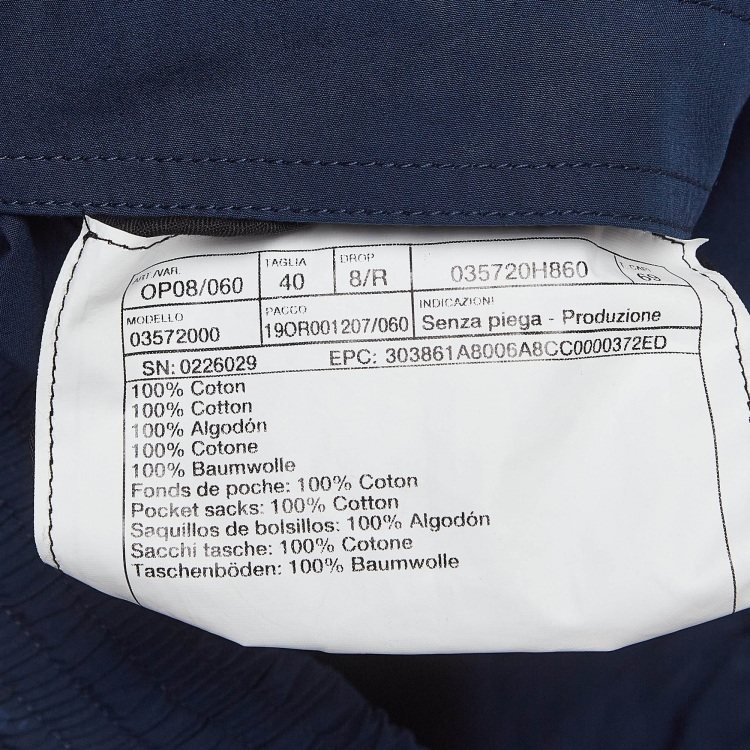 ART./VAR. TAGLIA DROP
OP08/060 40 8/R 035720H860
MODELLO PACCO INDICAZIONI
03572000 19OR001207/060 Senza piega - Produzione
SN: 0226029 EPC: 303861A8006A8CC0000372ED
100% Coton
100% Cotton
100% Algodón
100% Cotone
100% Baumwolle
Fonds de poche: 100% Coton
Pocket sacks: 100% Cotton
Saquillos de bolsillos: 100% Algodón
Sacchi tasche: 100% Cotone
Taschenböden: 100% Baumwolle